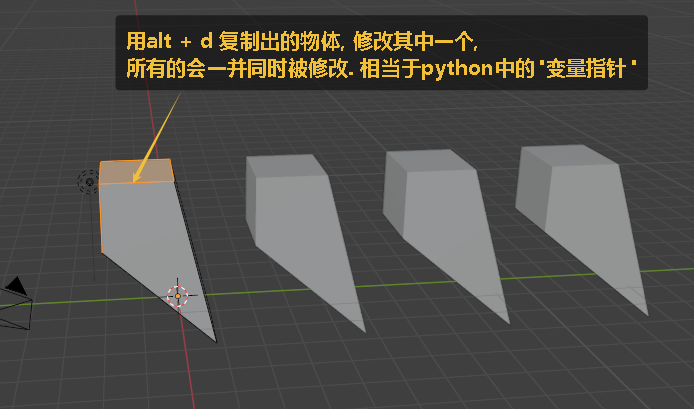 用alt + d 复制出的物体, 修改其中一个,
所有的会一并同时被修改. 相当于python中的"变量指针 "